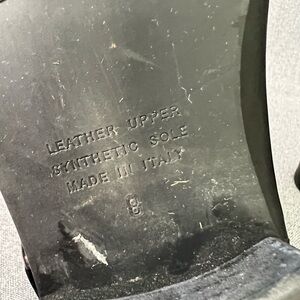 LEATHER UPPER
SYNTHETIC SOLE
MADE IN ITALY
8